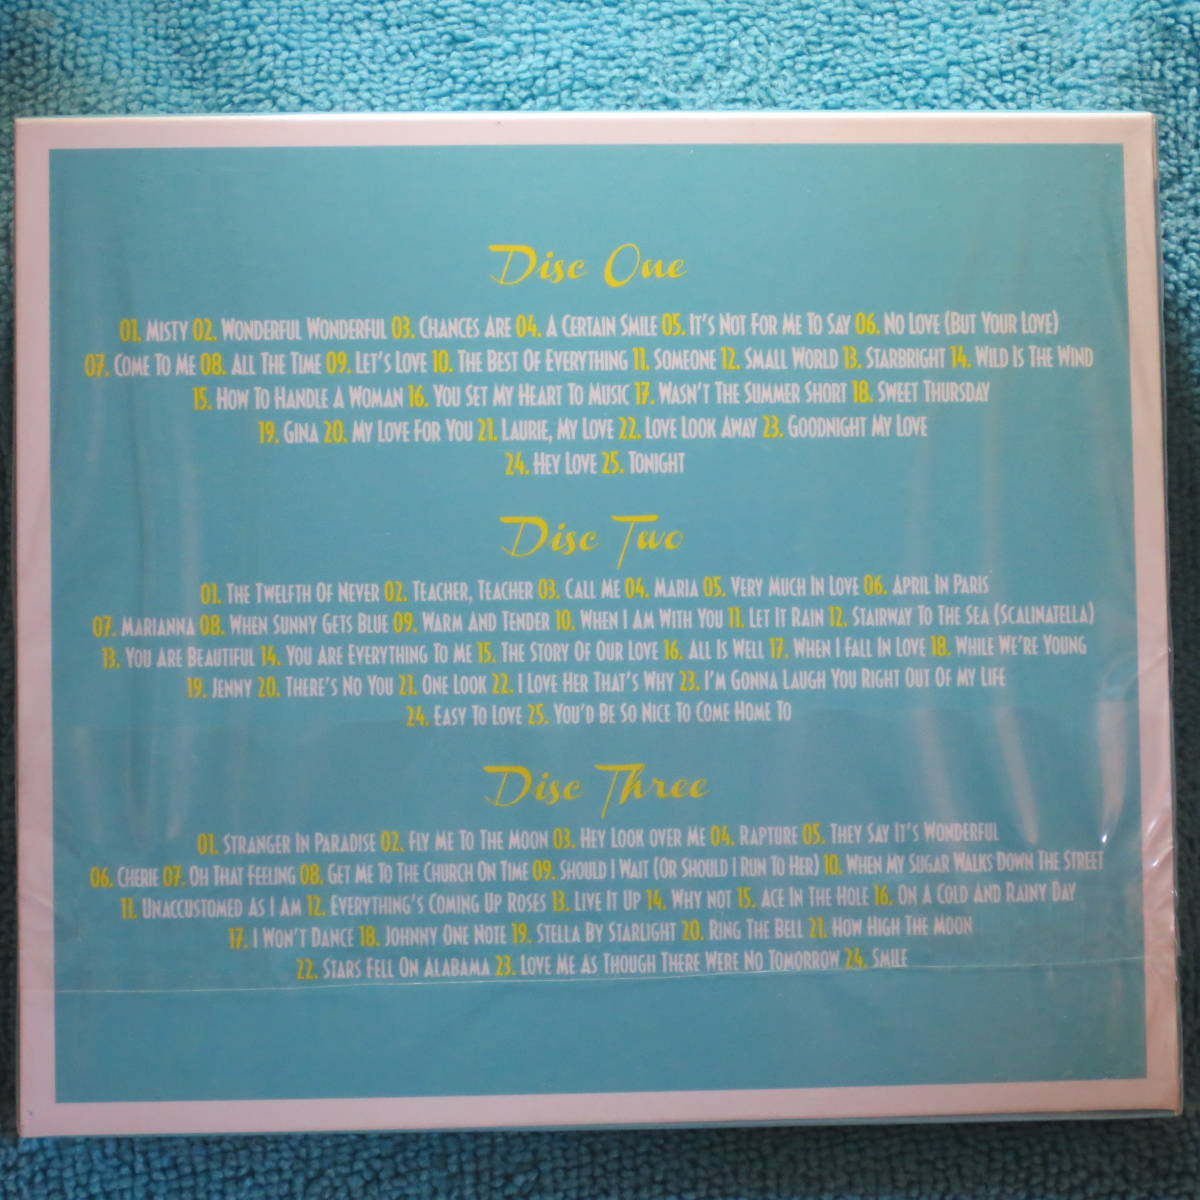 Disc One
01. Misty 02. Wonderful Wonderful 03. Chances Are 04. A Certain Smile 05. It's Not For Me To Say 06. No Love (But Your Love)
07. Come To Me 08. All The Time 09. Let's Love 10. The Best Of Everything 11. Someone 12. Small World 13. Starbright 14. Wild Is The Wind
15. How To Handle A Woman 16. You Set My Heart To Music 17. Wasn't The Summer Short 18. Sweet Thursday
19. Gina 20. My Love For You 21. Laurie, My Love 22. Love Look Away 23. Goodnight My Love
24. Hey Love 25. Tonight
Disc Two
01. The Twelfth Of Never 02. Teacher, Teacher 03. Call Me 04. Maria 05. Very Much In Love 06. April In Paris
07. Marianna 08. When Sunny Gets Blue 09. Warm And Tender 10. When I Am With You 11. Let It Rain 12. Stairway To The Sea (Scalinatella)
13. You Are Beautiful 14. You Are Everything To Me 15. The Story Of Our Love 16. All Is Well 17. When I Fall In Love 18. While We're Young
19. Jenny 20. There's No You 21. One Look 22. I Love Her That's Why 23. I'm Gonna Laugh You Right Out Of My Life
24. Easy To Love 25. You'd Be So Nice To Come Home To
Disc Three
01. Stranger In Paradise 02. Fly Me To The Moon 03. Hey Look over Me 04. Rapture 05. They Say It's Wonderful
06. Cherie 07. Oh That Feeling 08. Get Me To The Church On Time 09. Should I Wait (Or Should I Run To Her) 10. When My Sugar Walks Down The Street
11. Unaccustomed As I Am 12. Everything's Coming Up Roses 13. Live It Up 14. Why Not 15. Ace In The Hole 16. On A Cold And Rainy Day
17. I Won't Dance 18. Johnny One Note 19. Stella By Starlight 20. Ring The Bell 21. How High The Moon
22. Stars Fell On Alabama 23. Love Me As Though There Were No Tomorrow 24. Smile